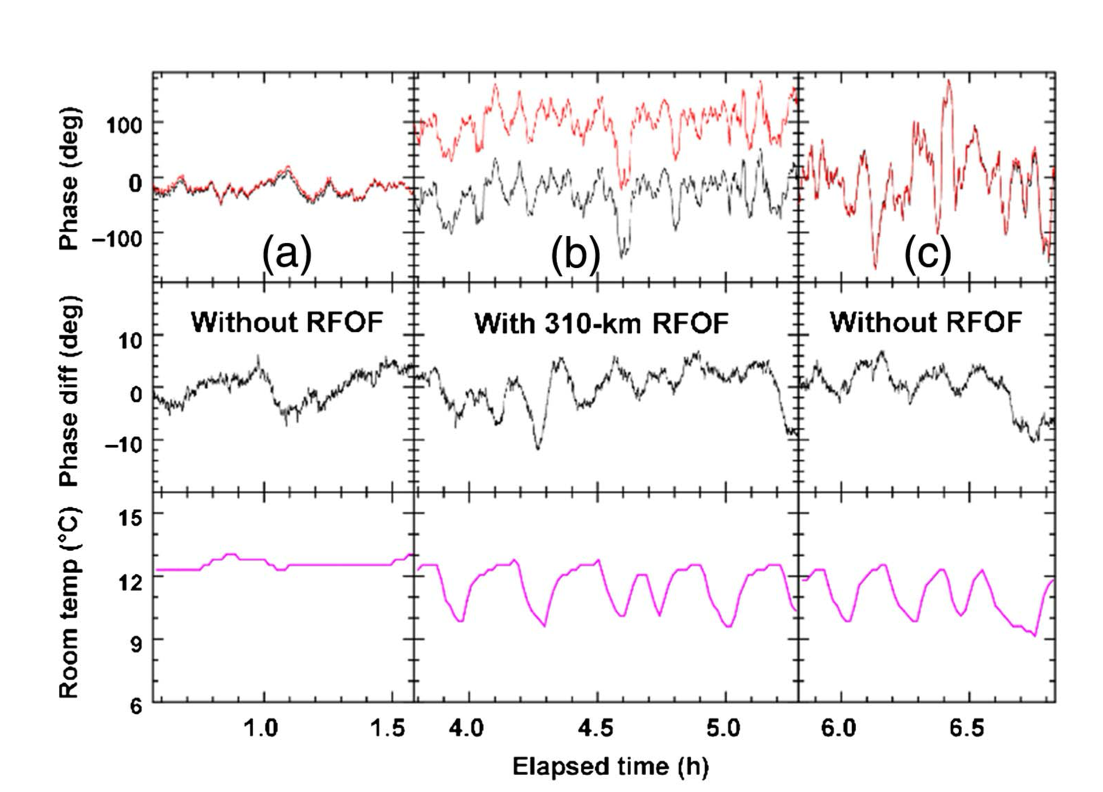 Phase (deg)
100
0
–100
(a)
(b)
(c)
Phase diff (deg)
10
0
–10
Without RFOF
With 310-km RFOF
Without RFOF
Room temp (°C)
15
12
9
6
1.0
1.5
4.0
4.5
5.0
6.0
6.5
Elapsed time (h)